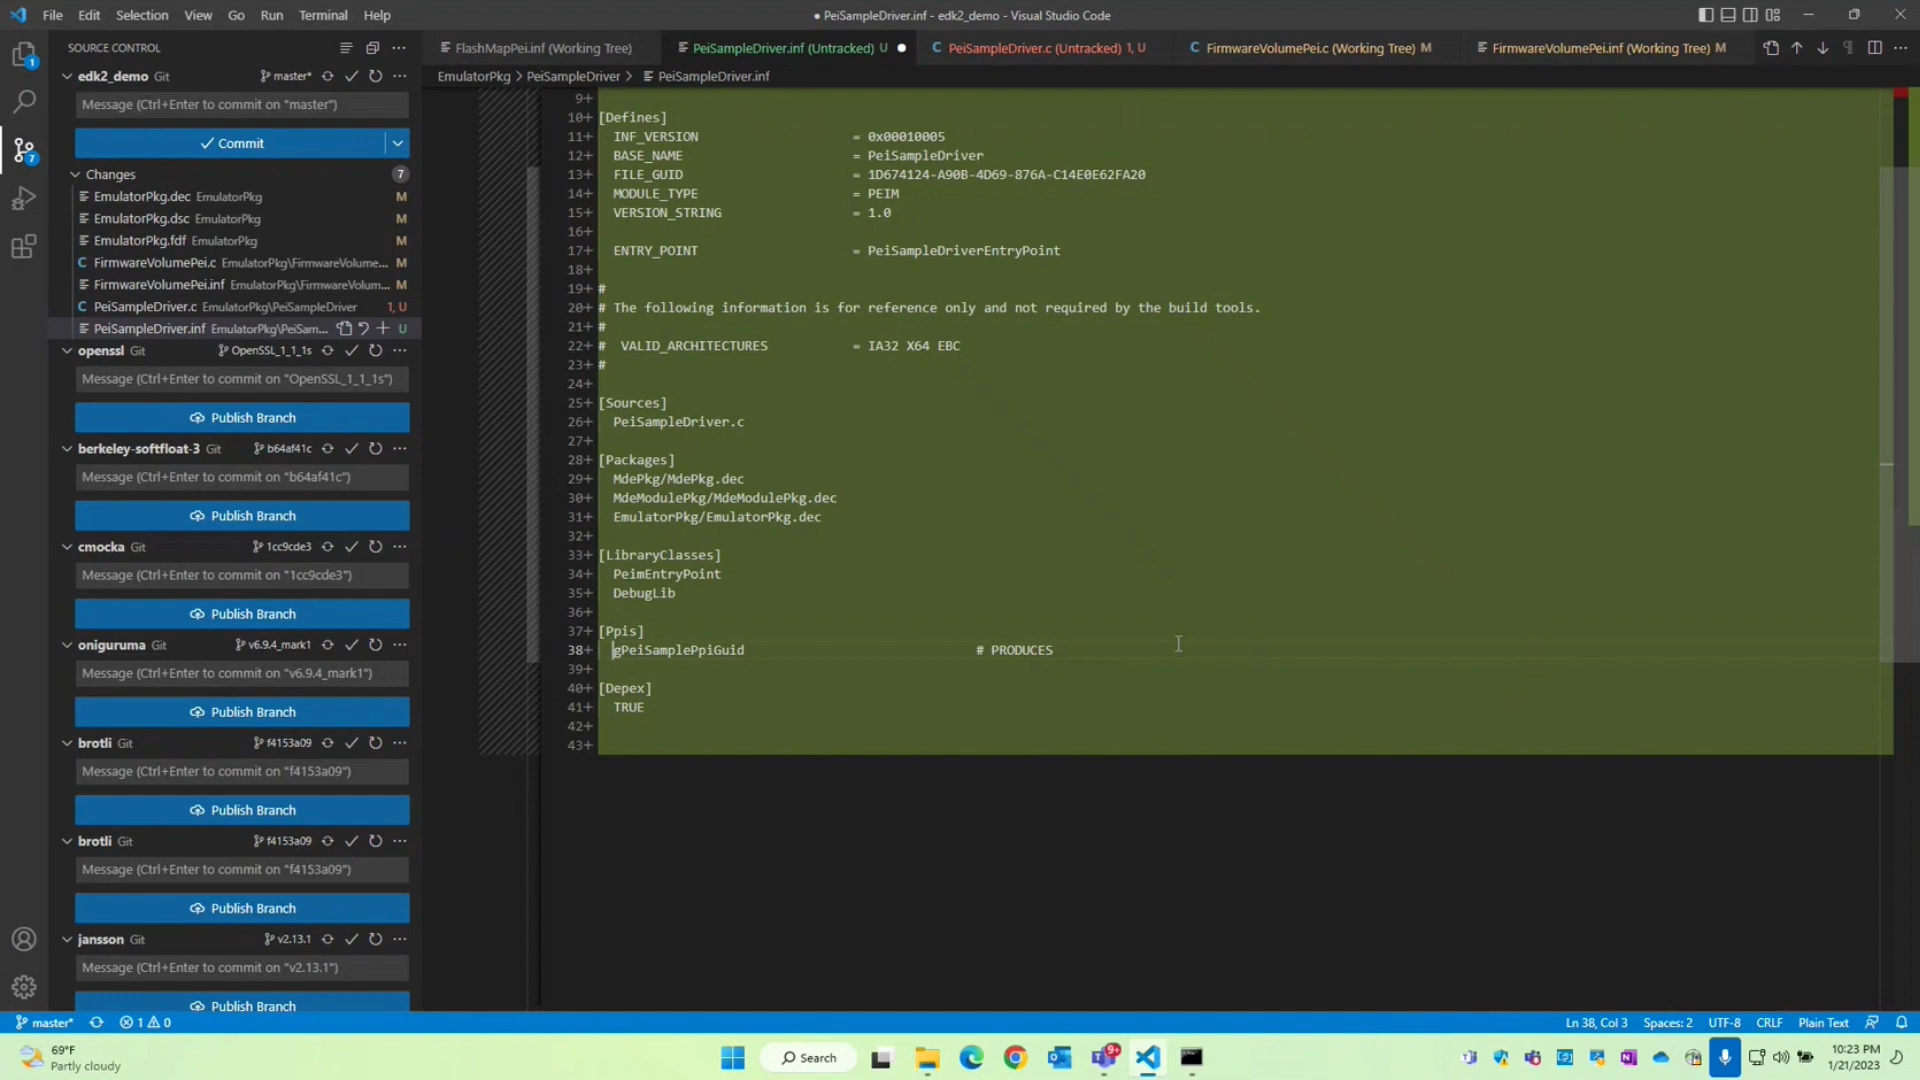 File Edit Selection View Go Run Terminal Help
● PeiSampleDriver.inf - edk2_demo - Visual Studio Code
SOURCE CONTROL
FlashMapPei.inf (Working Tree)
PeiSampleDriver.inf (Untracked) U
PeiSampleDriver.c (Untracked) 1, U
FirmwareVolumePei.c (Working Tree) M
FirmwareVolumePei.inf (Working Tree) M
edk2_demo Git master*
EmulatorPkg > PeiSampleDriver > PeiSampleDriver.inf
Message (Ctrl+Enter to commit on "master")
Commit
Changes 7
EmulatorPkg.dec EmulatorPkg M
EmulatorPkg.dsc EmulatorPkg M
EmulatorPkg.fdf EmulatorPkg M
FirmwareVolumePei.c EmulatorPkg\FirmwareVolume... M
FirmwareVolumePei.inf EmulatorPkg\FirmwareVolum... M
PeiSampleDriver.c EmulatorPkg\PeiSampleDriver 1, U
PeiSampleDriver.inf EmulatorPkg\PeiSam... U
openssl Git OpenSSL_1_1_1s
Message (Ctrl+Enter to commit on "OpenSSL_1_1_1s")
Publish Branch
berkeley-softfloat-3 Git b64af41c
Message (Ctrl+Enter to commit on "b64af41c")
Publish Branch
cmocka Git 1cc9cde3
Message (Ctrl+Enter to commit on "1cc9cde3")
Publish Branch
oniguruma Git v6.9.4_mark1
Message (Ctrl+Enter to commit on "v6.9.4_mark1")
Publish Branch
brotli Git f4153a09
Message (Ctrl+Enter to commit on "f4153a09")
Publish Branch
brotli Git f4153a09
Message (Ctrl+Enter to commit on "f4153a09")
Publish Branch
jansson Git v2.13.1
Message (Ctrl+Enter to commit on "v2.13.1")
Publish Branch
9+
10+ [Defines]
11+ INF_VERSION = 0x00010005
12+ BASE_NAME = PeiSampleDriver
13+ FILE_GUID = 1D674124-A90B-4D69-876A-C14E0E62FA20
14+ MODULE_TYPE = PEIM
15+ VERSION_STRING = 1.0
16+
17+ ENTRY_POINT = PeiSampleDriverEntryPoint
18+
19+ #
20+ # The following information is for reference only and not required by the build tools.
21+ #
22+ # VALID_ARCHITECTURES = IA32 X64 EBC
23+ #
24+
25+ [Sources]
26+ PeiSampleDriver.c
27+
28+ [Packages]
29+ MdePkg/MdePkg.dec
30+ MdeModulePkg/MdeModulePkg.dec
31+ EmulatorPkg/EmulatorPkg.dec
32+
33+ [LibraryClasses]
34+ PeimEntryPoint
35+ DebugLib
36+
37+ [Ppis]
38+ gPeiSamplePpiGuid # PRODUCES
39+
40+ [Depex]
41+ TRUE
42+
43+
master* 1 0
Ln 38, Col 3 Spaces: 2 UTF-8 CRLF Plain Text
69°F
Partly cloudy
Search
9+
10:23 PM
1/21/2023